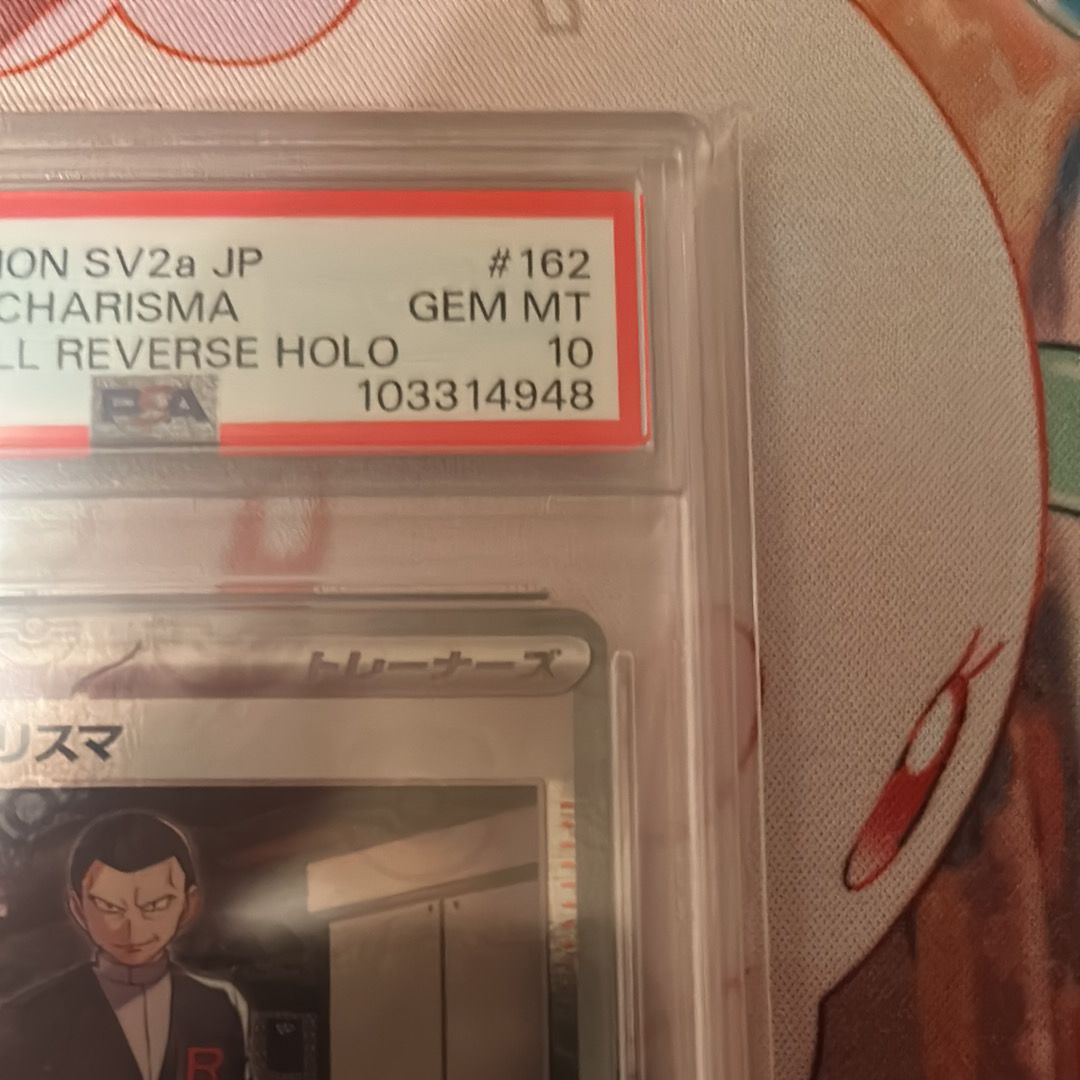 ION SV2a JP #162
CHARISMA GEM MT
LL REVERSE HOLO 10
PSA 103314948
トレーナーズ
リスマ
R